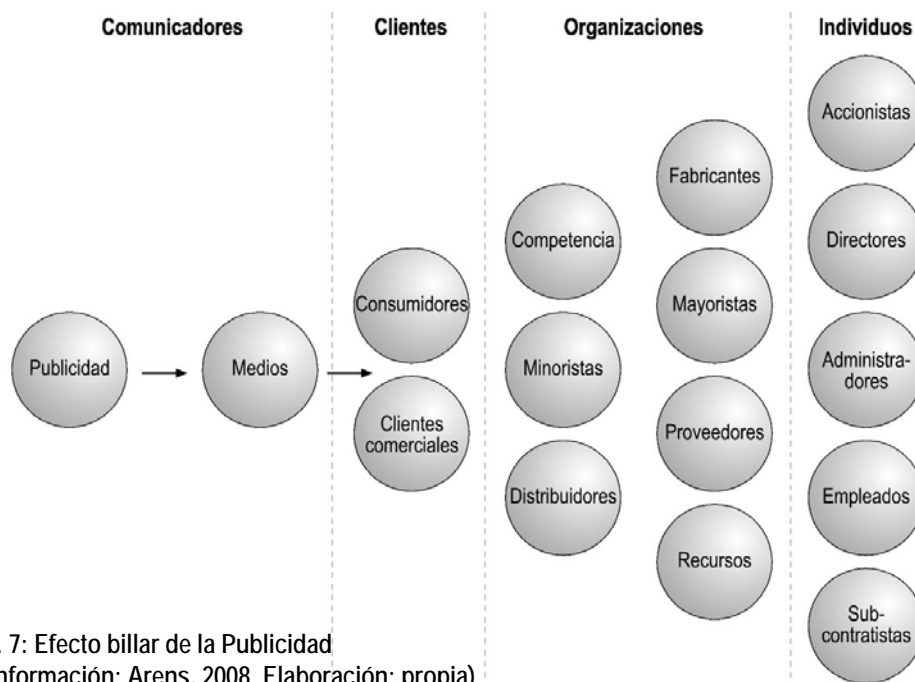 Comunicadores
Clientes
Organizaciones
Individuos
Publicidad
Medios
Consumidores
Clientes
comerciales
Competencia
Minoristas
Distribuidores
Fabricantes
Mayoristas
Proveedores
Recursos
Accionistas
Directores
Administra-
dores
Empleados
Sub-
contratistas
. 7: Efecto billar de la Publicidad
nformación: Arens, 2008. Elaboración: propia)